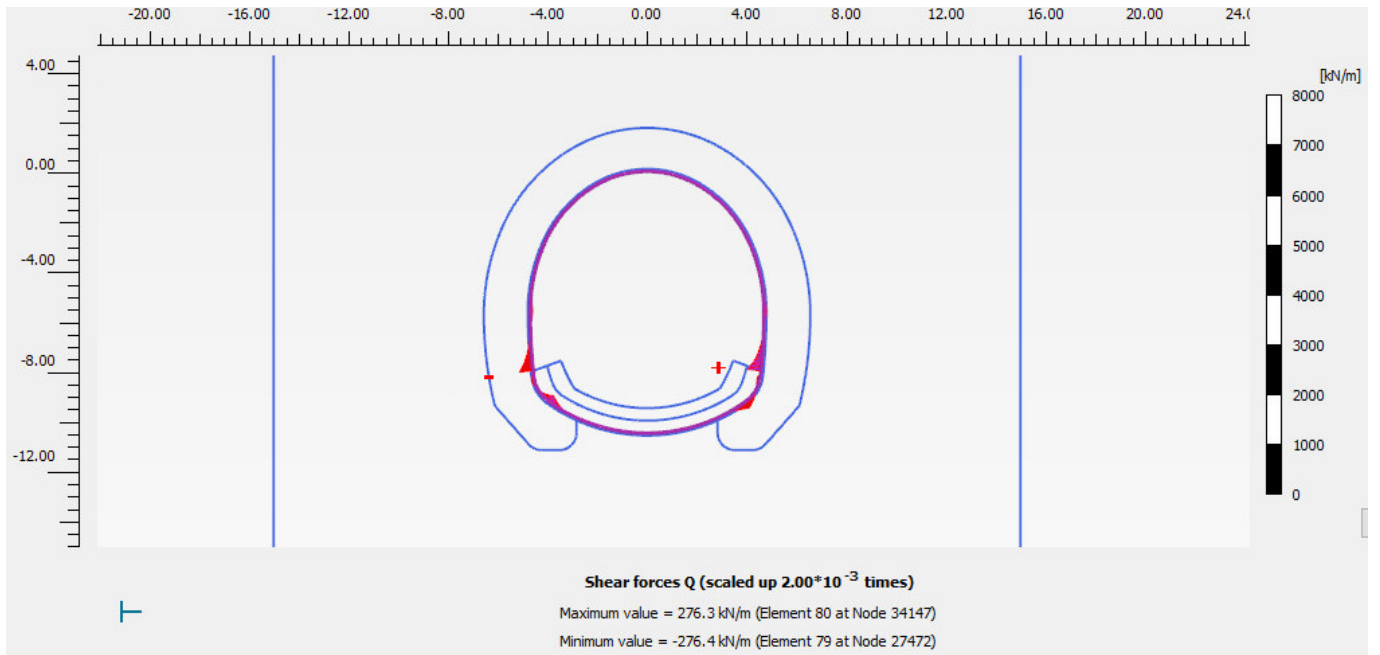 -20.00 -16.00 -12.00 -8.00 -4.00 0.00 4.00 8.00 12.00 16.00 20.00 24.0
4.00
0.00
-4.00
-8.00
-12.00
[kN/m]
8000
7000
6000
5000
4000
3000
2000
1000
0
Shear forces Q (scaled up 2.00*10 -3 times)
Maximum value = 276.3 kN/m (Element 80 at Node 34147)
Minimum value = -276.4 kN/m (Element 79 at Node 27472)